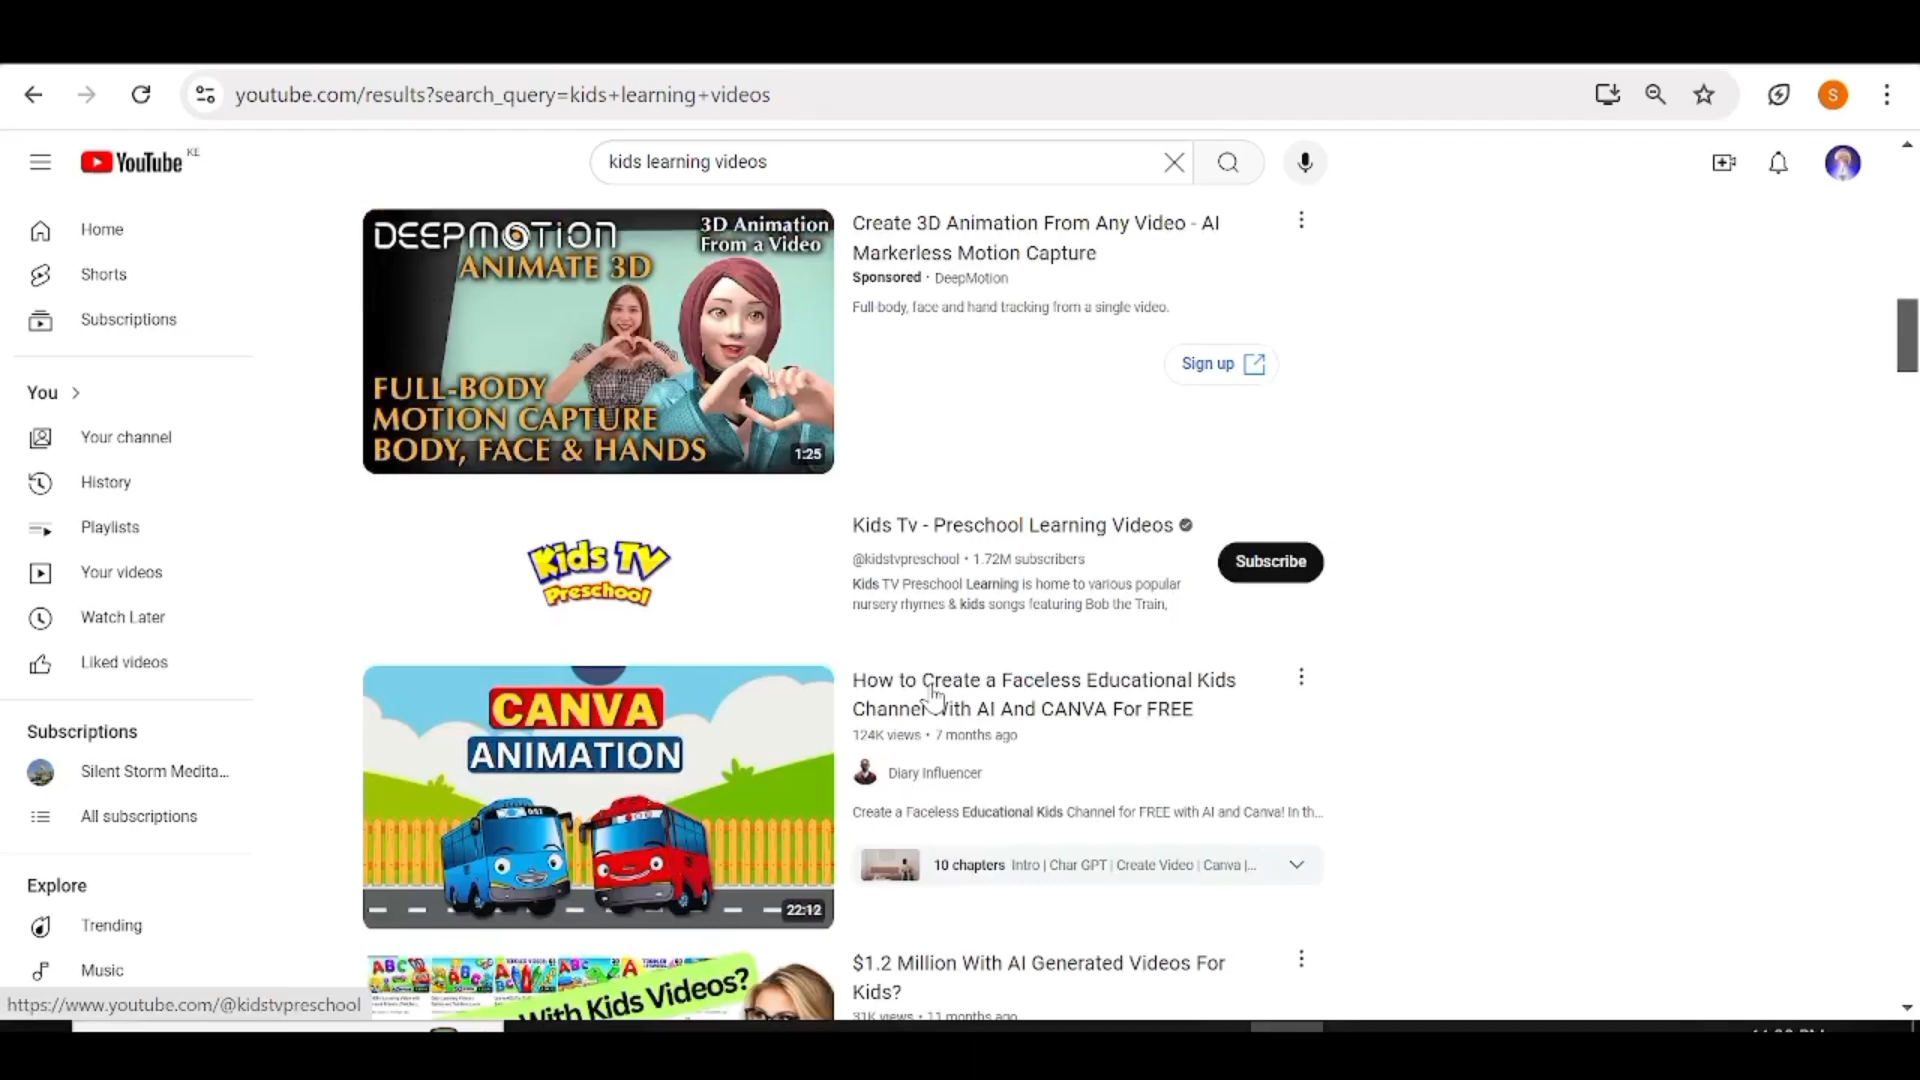 youtube.com/results?search_query=kids+learning+videos
S
YouTube KE
kids learning videos
Home
Shorts
Subscriptions
You
Your channel
History
Playlists
Your videos
Watch Later
Liked videos
Subscriptions
Silent Storm Medita...
All subscriptions
Explore
Trending
Music
https://www.youtube.com/@kidstvpreschool
DEEPMOTION
ANIMATE 3D
3D Animation
From a Video
FULL-BODY
MOTION CAPTURE
BODY, FACE & HANDS
1:25
Create 3D Animation From Any Video - AI
Markerless Motion Capture
Sponsored · DeepMotion
Full-body, face and hand tracking from a single video.
Sign up
Kids TV
Preschool
Kids Tv - Preschool Learning Videos
@kidstvpreschool • 1.72M subscribers
Kids TV Preschool Learning is home to various popular
nursery rhymes & kids songs featuring Bob the Train,
Subscribe
CANVA
ANIMATION
22:12
How to Create a Faceless Educational Kids
Channel With AI And CANVA For FREE
124K views • 7 months ago
Diary Influencer
Create a Faceless Educational Kids Channel for FREE with AI and Canva! In th...
10 chapters Intro | Char GPT | Create Video | Canva |...
ABC
With Kids Videos?
$1.2 Million With AI Generated Videos For
Kids?
31K views • 11 months ago